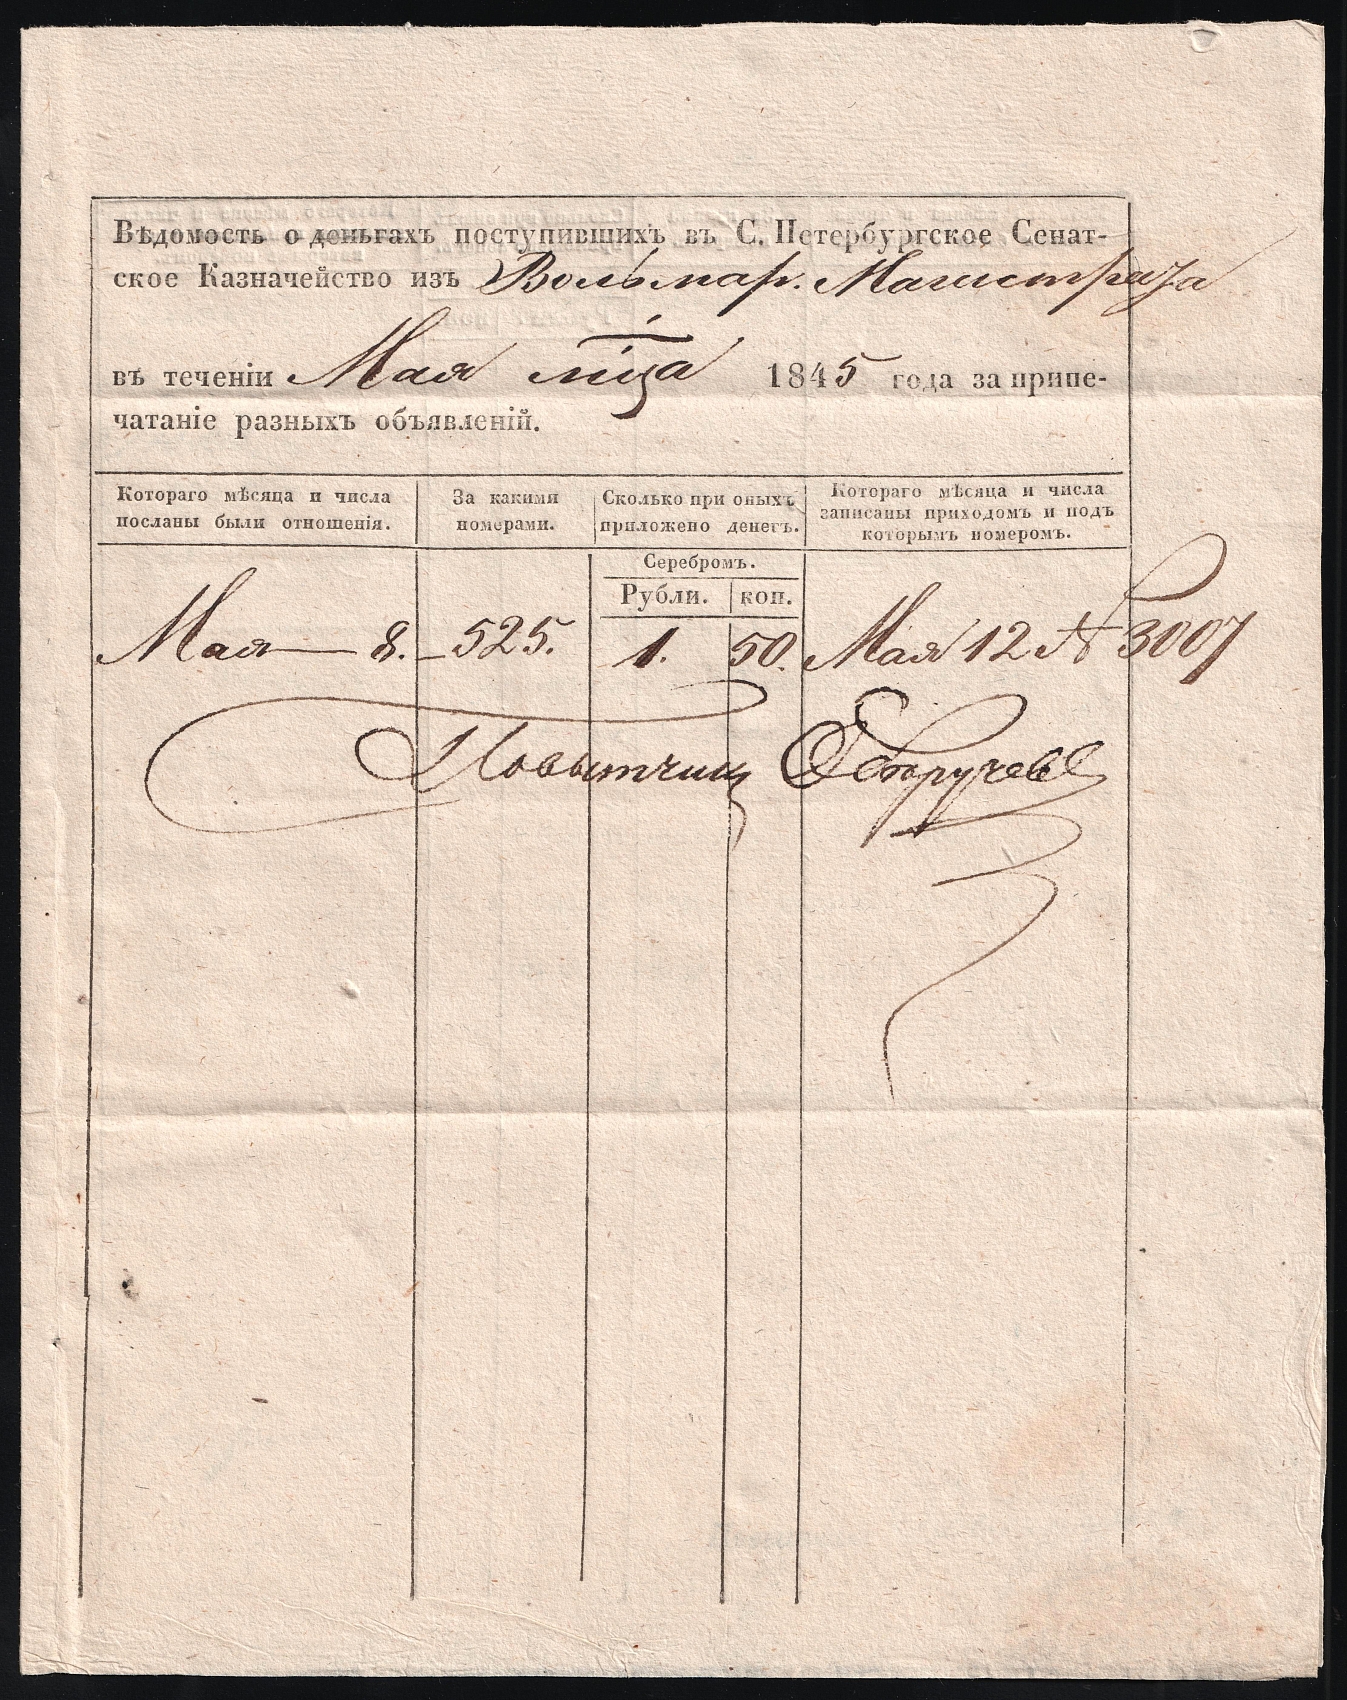 Вѣдомость о деньгахъ поступившихъ въ С. Петербургское Сенат-
ское Казначейство изъ Вольмар. Магистрата
въ теченіи Мая мца 1845 года за припе-
чатаніе разныхъ объявленій.
Котораго мѣсяца и числа
посланы были отношенія.
За какими
номерами.
Сколько при оныхъ
приложено денегъ.
Котораго мѣсяца и числа
записаны приходомъ и подъ
которымъ номеромъ.
Серебромъ.
Рубли. коп.
Мая 8. 525. 1. 50. Мая 12 № 3007
Повытчикъ